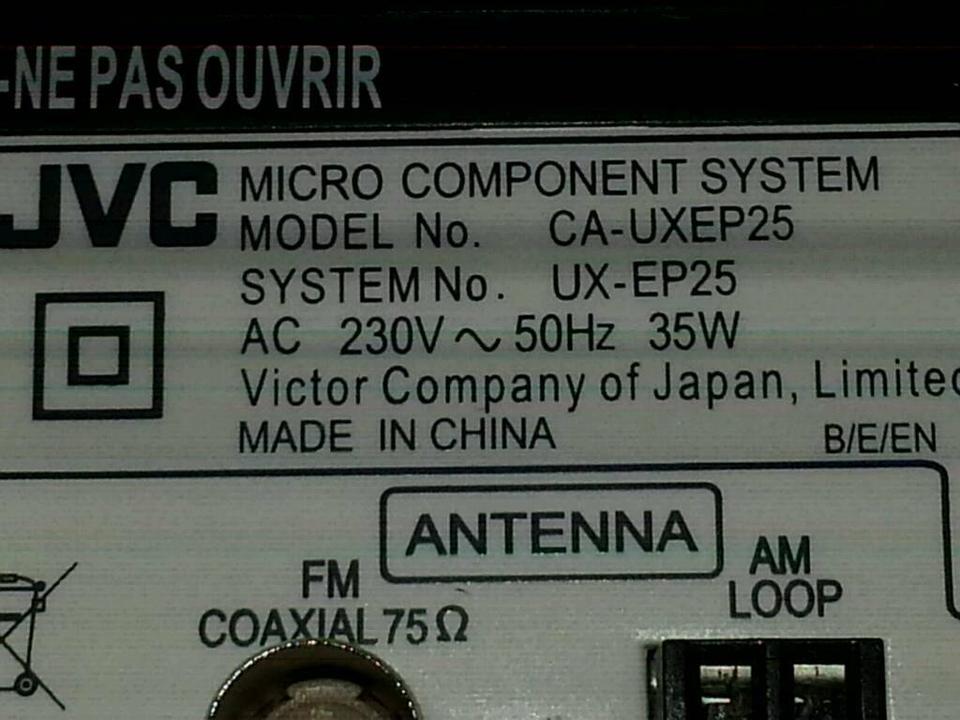 -NE PAS OUVRIR
JVC MICRO COMPONENT SYSTEM
MODEL No. CA-UXEP25
SYSTEM No. UX-EP25
AC 230V ~ 50Hz 35W
Victor Company of Japan, Limited
MADE IN CHINA B/E/EN
ANTENNA
FM
COAXIAL 75Ω
AM
LOOP